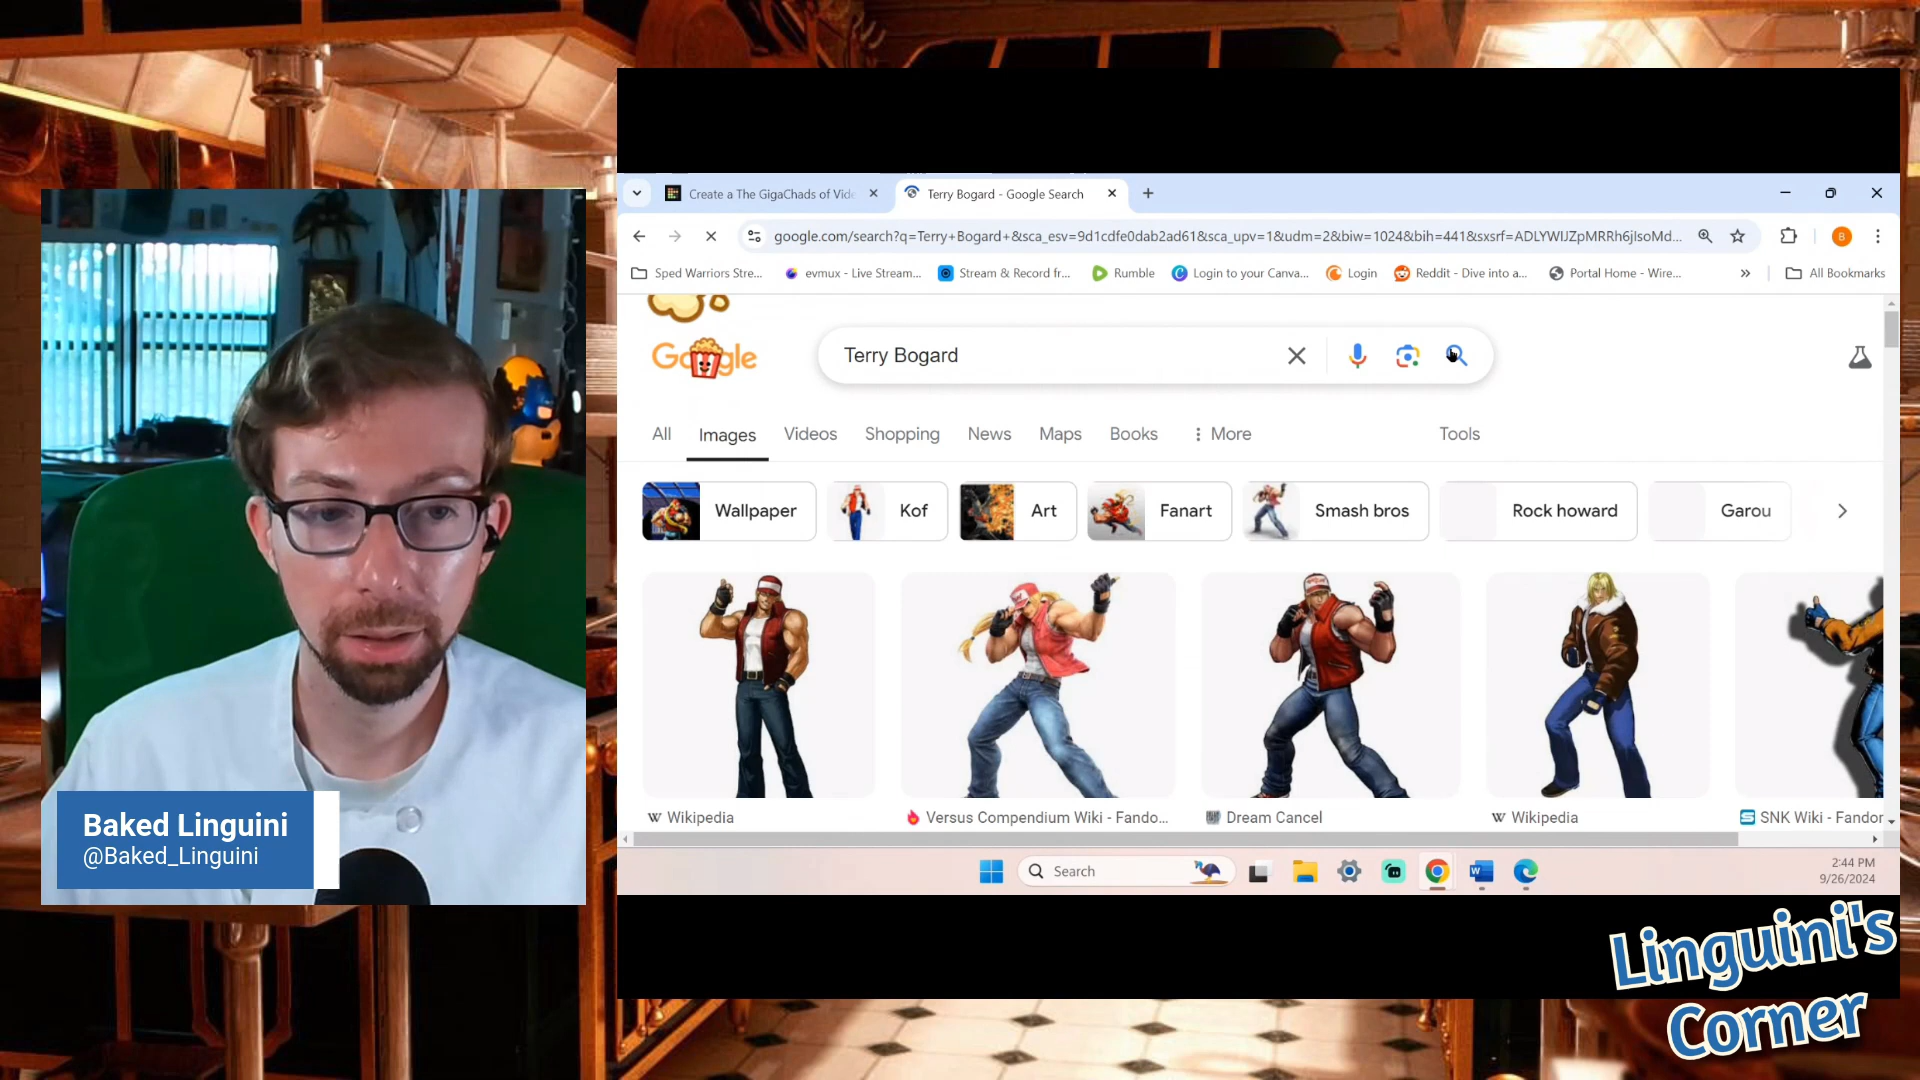 Create a The GigaChads of Vide
Terry Bogard - Google Search
google.com/search?q=Terry+Bogard+&sca_esv=9d1cdfe0dab2ad61&sca_upv=1&udm=2&biw=1024&bih=441&sxsrf=ADLYWIJZpMRRh6jIsoMd...
B
Sped Warriors Stre...
evmux - Live Stream...
Stream & Record fr...
Rumble
Login to your Canva...
Login
Reddit - Dive into a...
Portal Home - Wire...
All Bookmarks
Google
Terry Bogard
All
Images
Videos
Shopping
News
Maps
Books
More
Tools
Wallpaper
Kof
Art
Fanart
Smash bros
Rock howard
Garou
Wikipedia
Versus Compendium Wiki - Fando...
Dream Cancel
Wikipedia
SNK Wiki - Fandor
Search
2:44 PM
9/26/2024
Baked Linguini
@Baked_Linguini
Linguini's
Corner